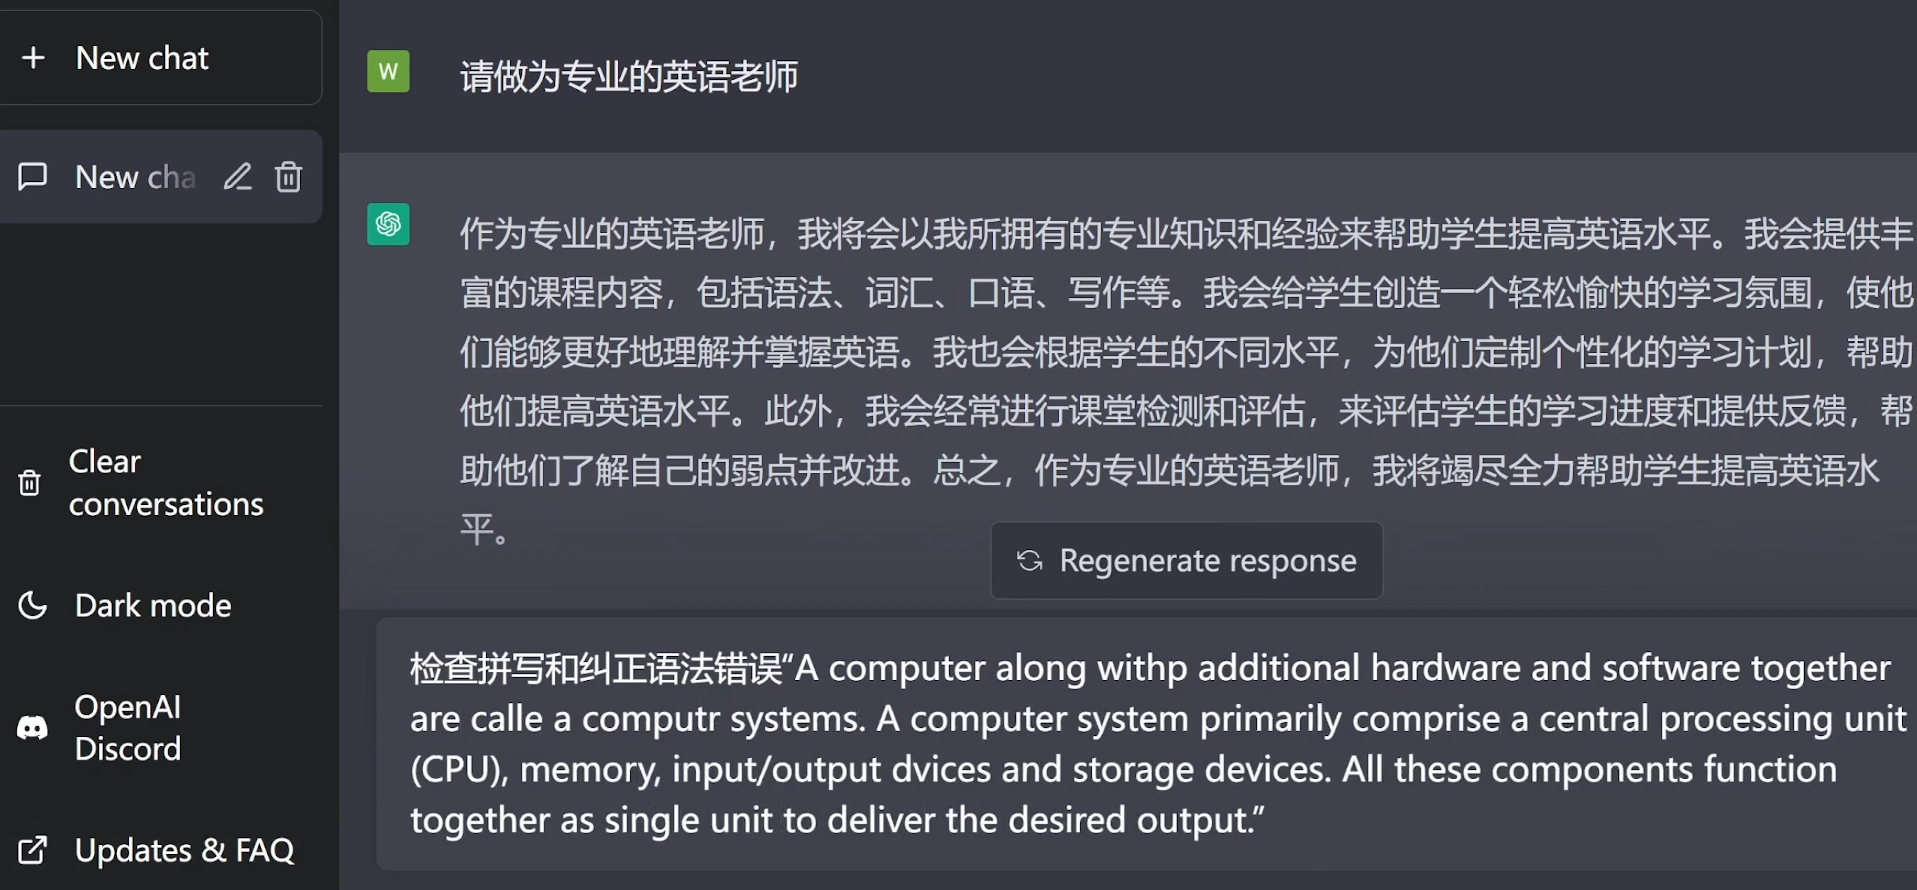 New chat
New cha
Clear
conversations
Dark mode
OpenAI
Discord
Updates & FAQ
W
请做为专业的英语老师
作为专业的英语老师，我将会以我所拥有的专业知识和经验来帮助学生提高英语水平。我会提供丰
富的课程内容，包括语法、词汇、口语、写作等。我会给学生创造一个轻松愉快的学习氛围，使他
们能够更好地理解并掌握英语。我也会根据学生的不同水平，为他们定制个性化的学习计划，帮助
他们提高英语水平。此外，我会经常进行课堂检测和评估，来评估学生的学习进度和提供反馈，帮
助他们了解自己的弱点并改进。总之，作为专业的英语老师，我将竭尽全力帮助学生提高英语水
平。
Regenerate response
检查拼写和纠正语法错误“A computer along withp additional hardware and software together
are calle a computr systems. A computer system primarily comprise a central processing unit
(CPU), memory, input/output dvices and storage devices. All these components function
together as single unit to deliver the desired output.”